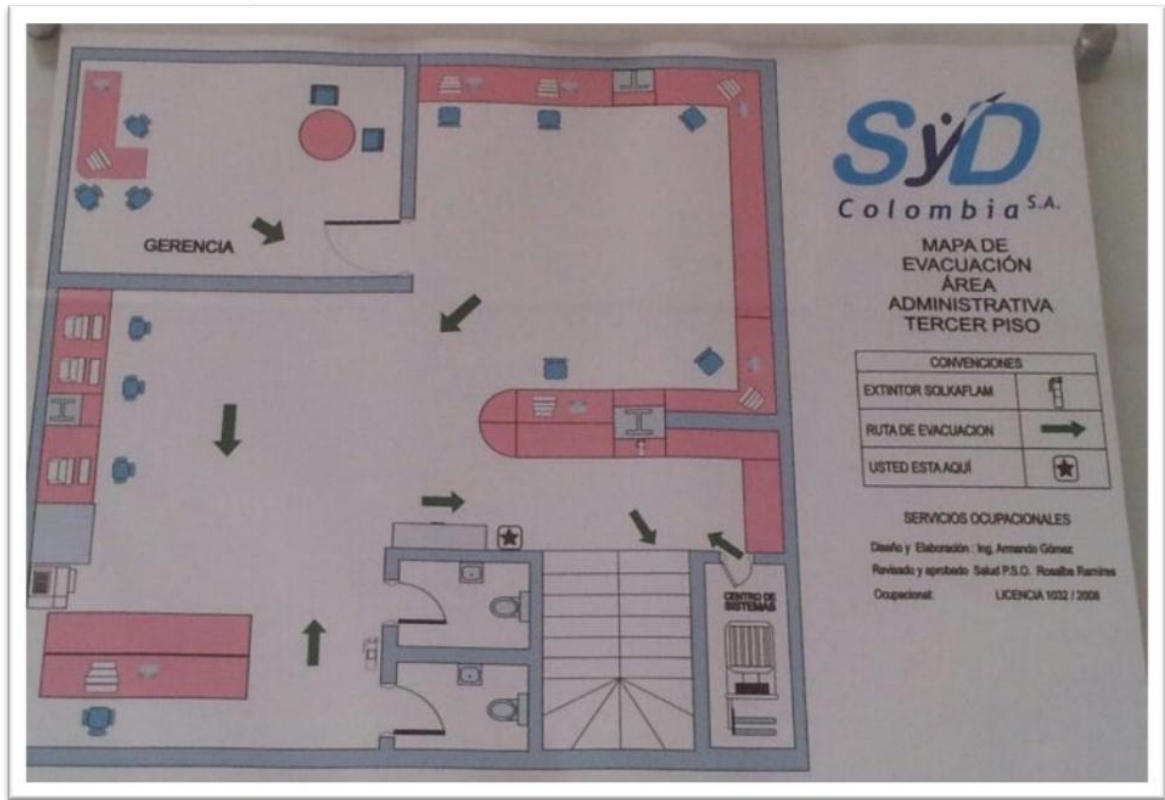 SyD
Colombia S.A.
MAPA DE
EVACUACIÓN
ÁREA
ADMINISTRATIVA
TERCER PISO
CONVENCIONES
EXTINTOR SOLKAFLAM
RUTA DE EVACUACION
USTED ESTA AQUÍ
SERVICIOS OCUPACIONALES
Diseño y Elaboración : Ing. Armando Gómez
Revisado y aprobado Salud P.S.O. Rosalba Ramires
Ocupacional: LICENCIA 1032 / 2008
GERENCIA
CENTRO DE
SISTEMAS